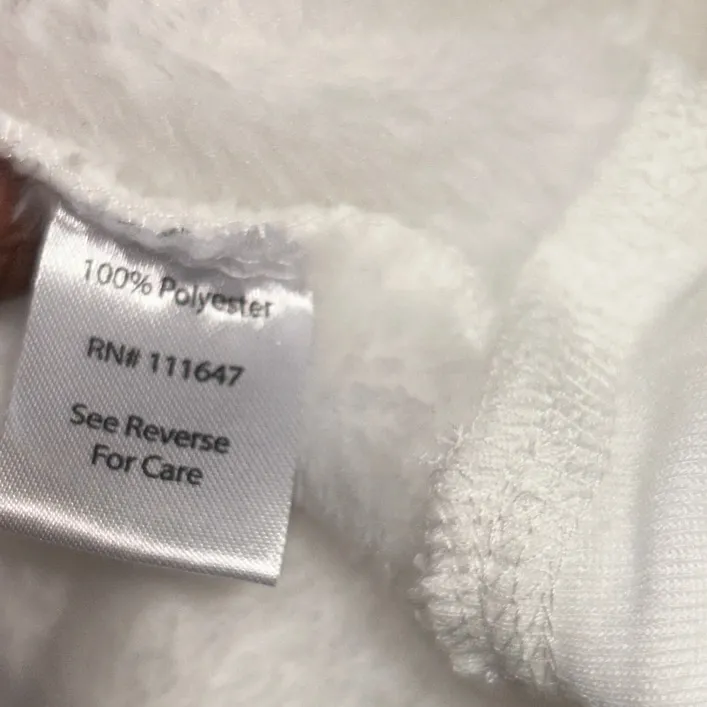 100% Polyester
RN# 111647
See Reverse
For Care